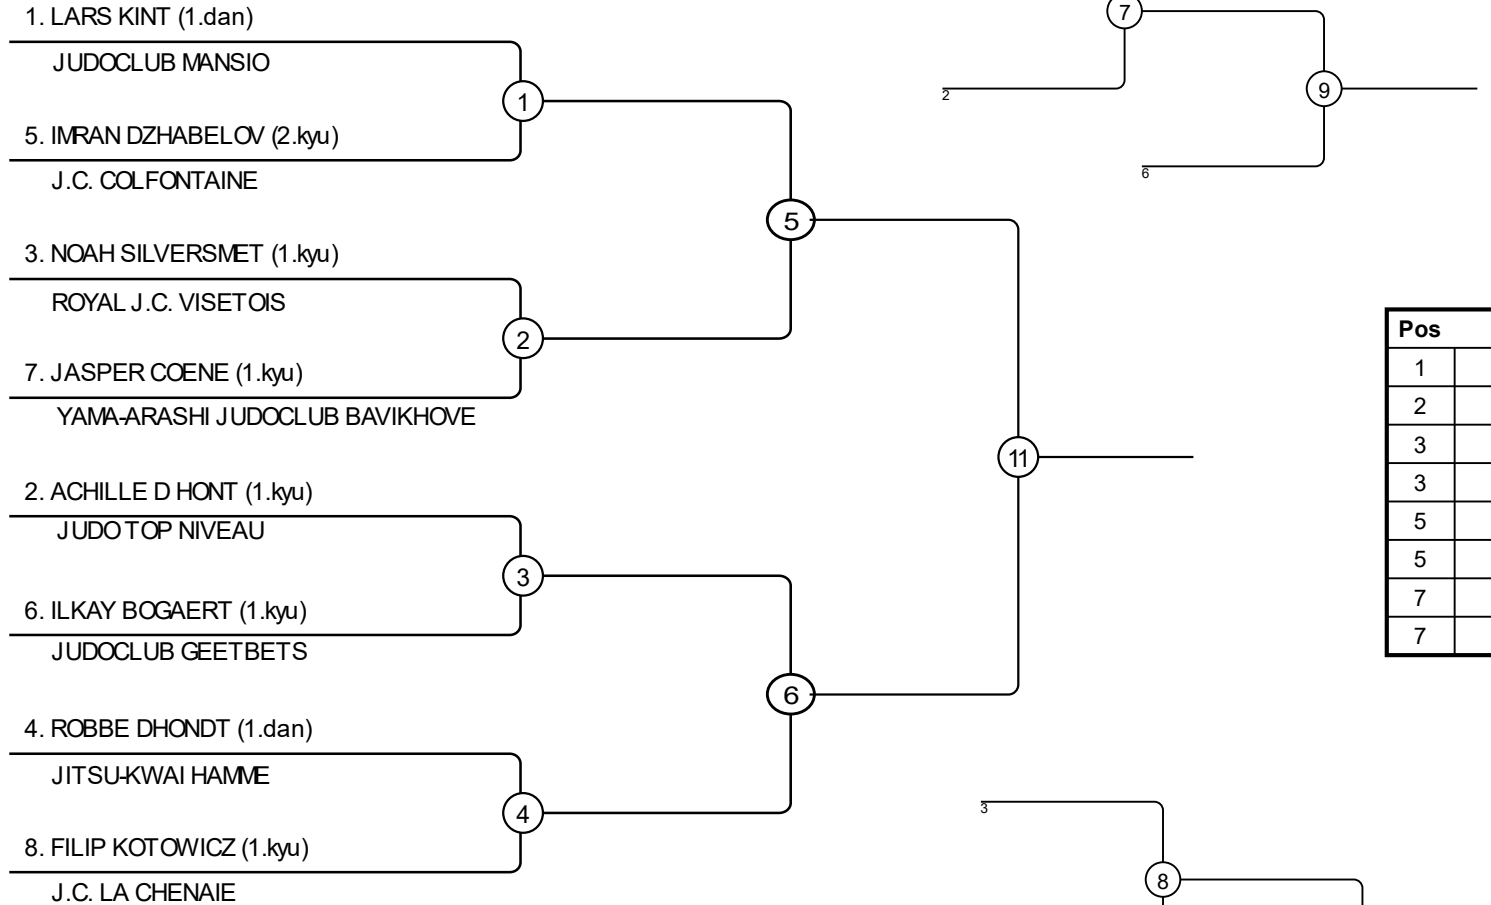 1. LARS KINT (1.dan)
JUDOCLUB MANSIO
1
5. IMRAN DZHABELOV (2.kyu)
J.C. COLFONTAINE
5
3. NOAH SILVERSMET (1.kyu)
ROYAL J.C. VISETOIS
2
7. JASPER COENE (1.kyu)
YAMA-ARASHI JUDOCLUB BAVIKHOVE
11
2. ACHILLE D HONT (1.kyu)
JUDO TOP NIVEAU
3
6. ILKAY BOGAERT (1.kyu)
JUDOCLUB GEETBETS
6
4. ROBBE DHONDT (1.dan)
JITSU-KWAI HAMME
4
8. FILIP KOTOWICZ (1.kyu)
J.C. LA CHENAIE
7
2
9
6
Pos
1
2
3
3
5
5
7
7
3
8